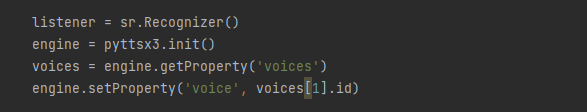 listener = sr.Recognizer()
engine = pyttsx3.init()
voices = engine.getProperty('voices')
engine.setProperty('voice', voices[1].id)